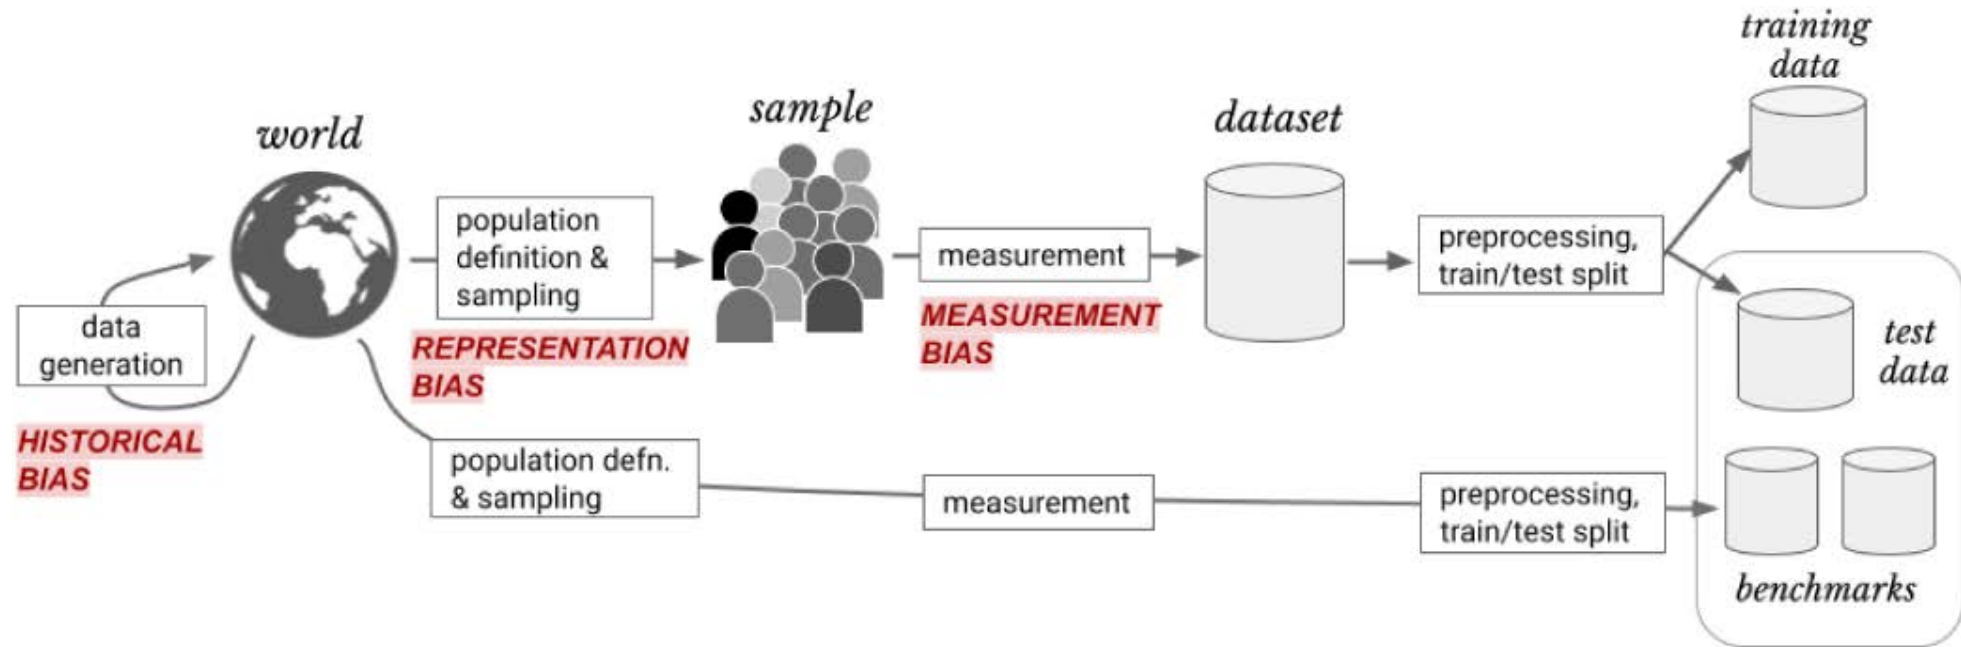 training
data
world
sample
dataset
population
definition &
sampling
measurement
preprocessing,
train/test split
data
generation
REPRESENTATION
BIAS
MEASUREMENT
BIAS
test
data
HISTORICAL
BIAS
population defn.
& sampling
measurement
preprocessing,
train/test split
benchmarks